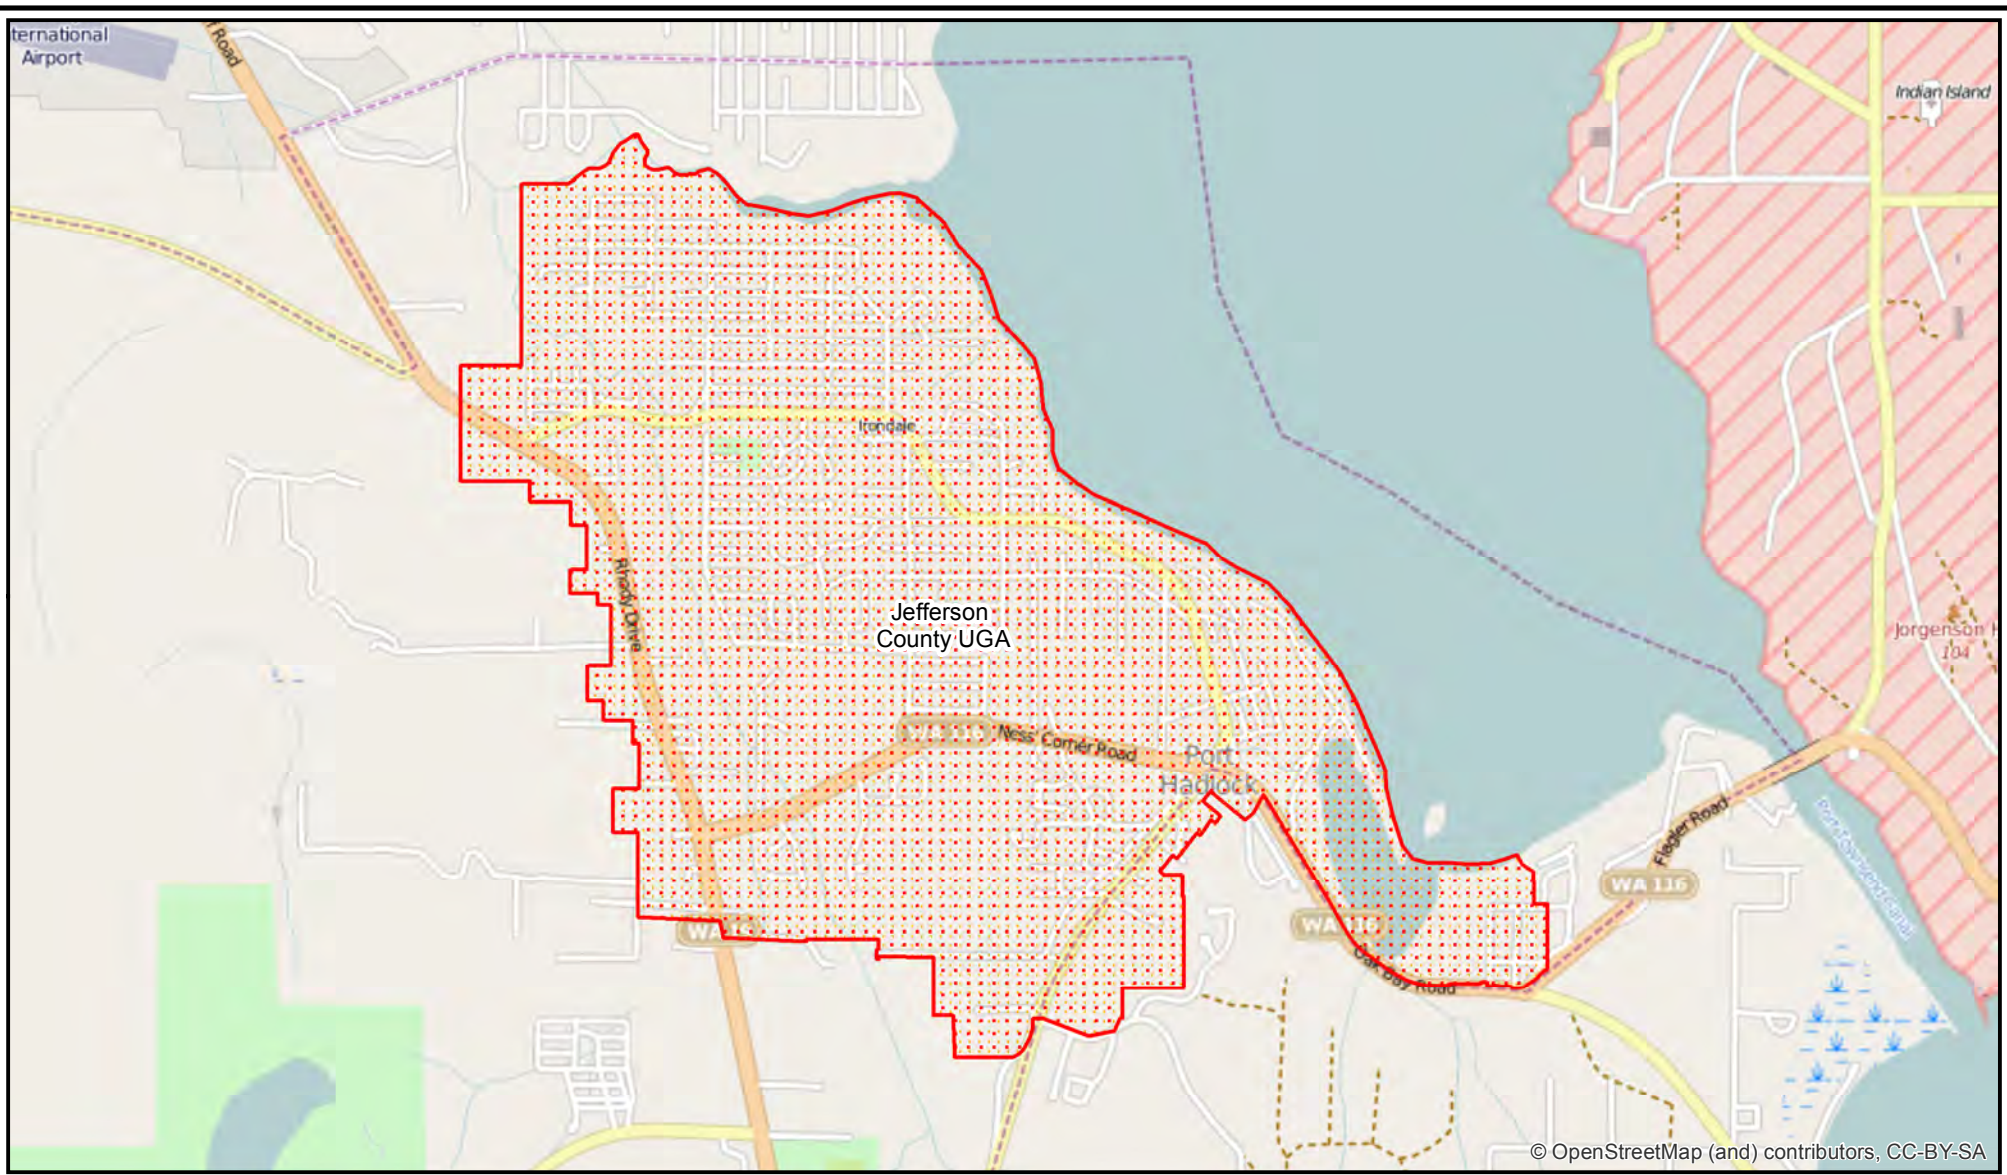 ternational
Airport
Road
Indian Island
Irondale
Rhody Drive
Jefferson
County UGA
Jorgenson H
104
WA 116
Ness' Corner Road
Port
Hadlock
Flagler Road
WA 116
Port Townsend Canal
WA 19
WA 116
Oak Bay Road
© OpenStreetMap (and) contributors, CC-BY-SA